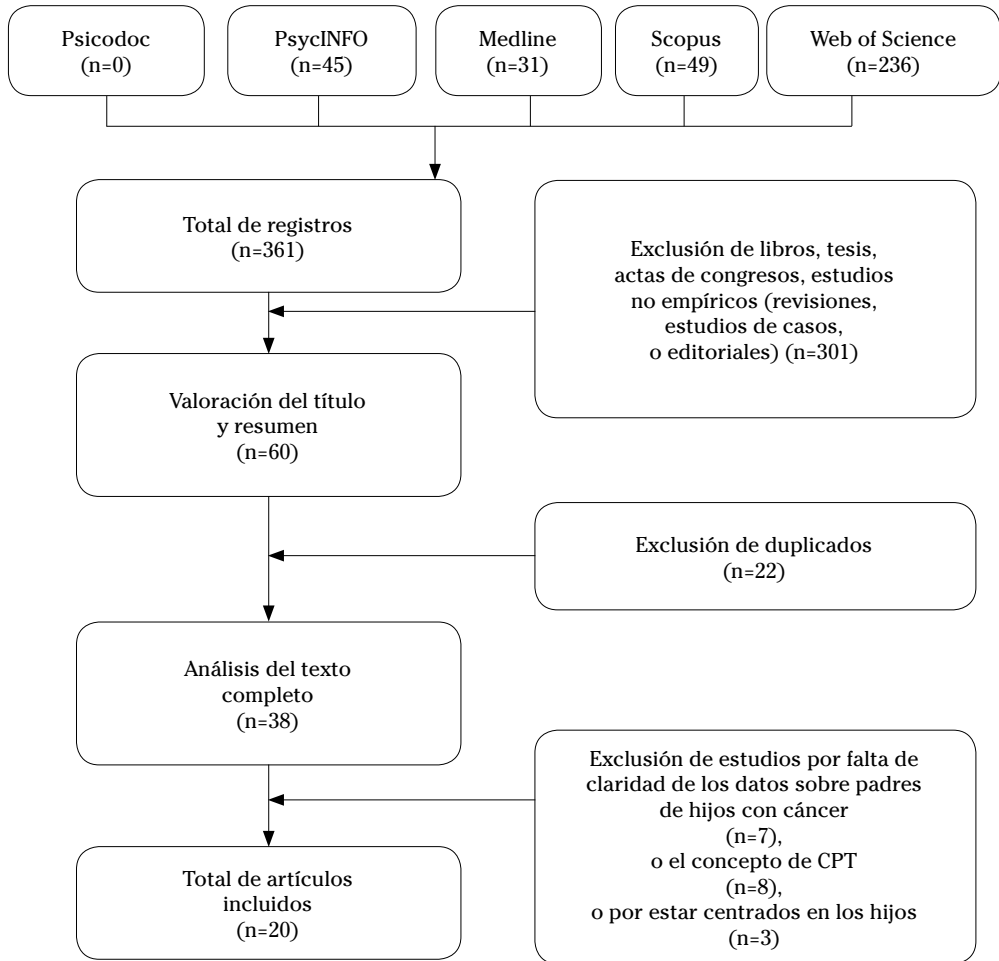 Psicodoc
(n=0)
PsycINFO
(n=45)
Medline
(n=31)
Scopus
(n=49)
Web of Science
(n=236)
Total de registros
(n=361)
Exclusión de libros, tesis,
actas de congresos, estudios
no empíricos (revisiones,
estudios de casos,
o editoriales) (n=301)
Valoración del título
y resumen
(n=60)
Exclusión de duplicados
(n=22)
Análisis del texto
completo
(n=38)
Exclusión de estudios por falta de
claridad de los datos sobre padres
de hijos con cáncer
(n=7),
o el concepto de CPT
(n=8),
o por estar centrados en los hijos
(n=3)
Total de artículos
incluidos
(n=20)